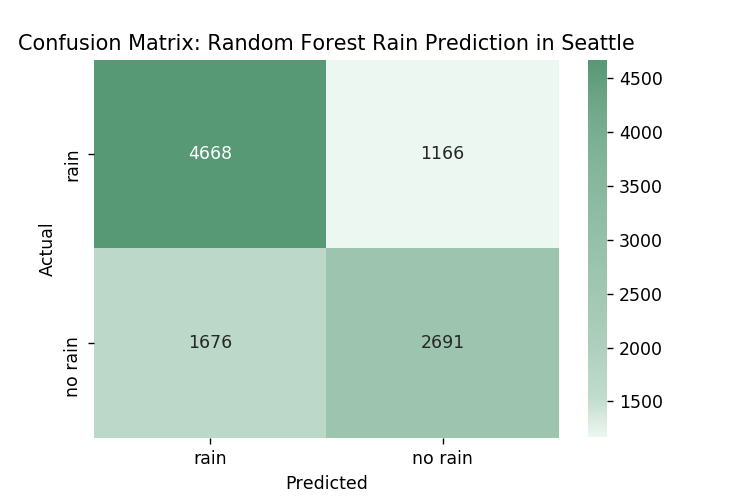 Confusion Matrix: Random Forest Rain Prediction in Seattle
4668
1166
1676
2691
rain
no rain
Actual
rain
no rain
Predicted
4500
4000
3500
3000
2500
2000
1500